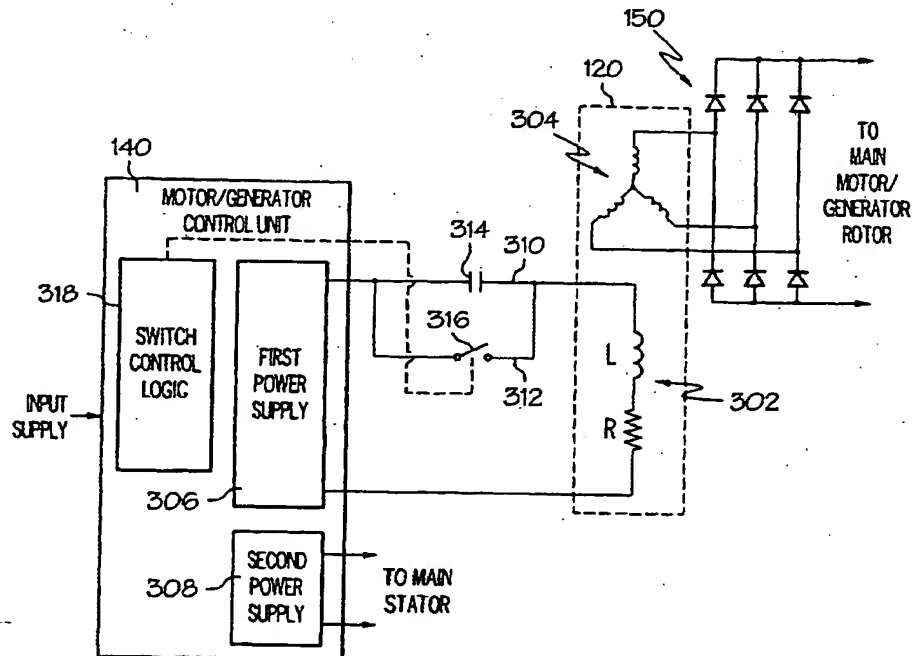 150
120
304
TO
MAIN
MOTOR/
GENERATOR
ROTOR
140
MOTOR/GENERATOR
CONTROL UNIT
314
310
318
316
SWITCH
CONTROL
LOGIC
FIRST
POWER
SUPPLY
312
L
R
302
INPUT
SUPPLY
306
308
SECOND
POWER
SUPPLY
TO MAIN
STATOR